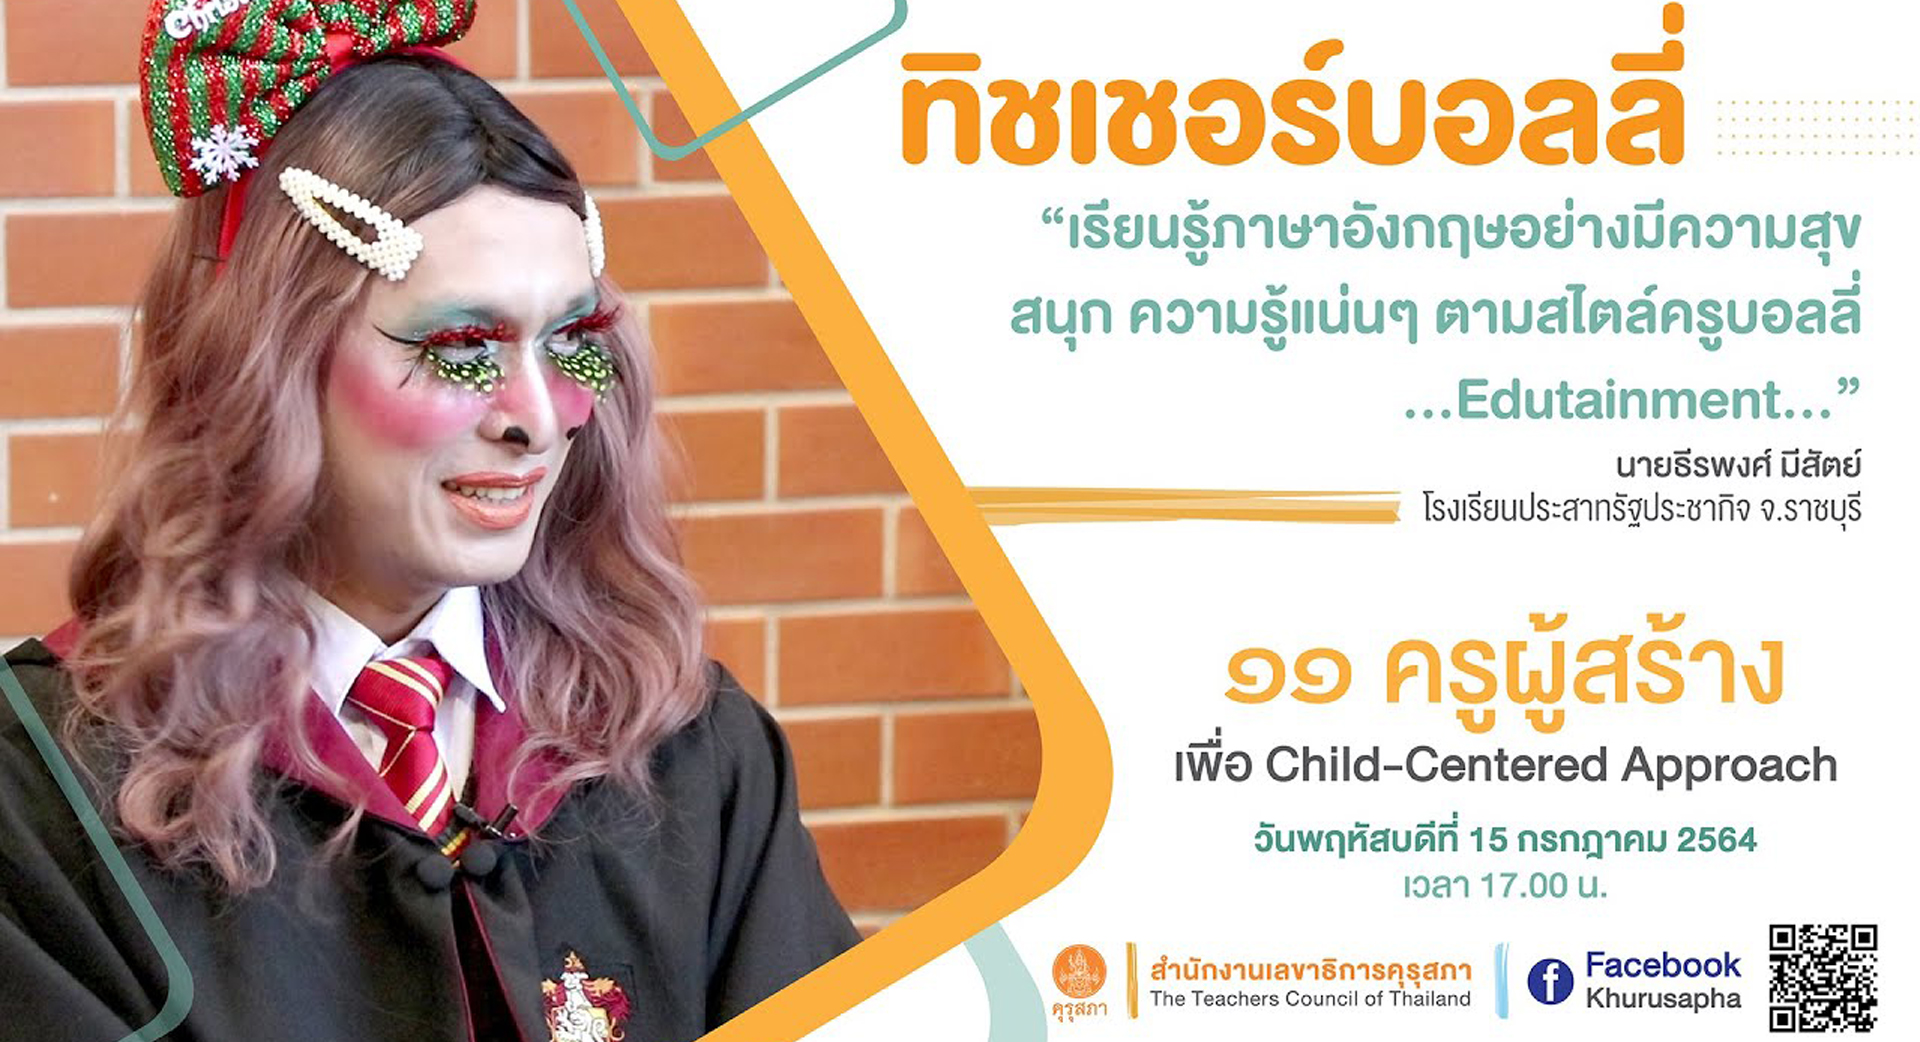 ทิชเชอร์บอลลี่
“เรียนรู้ภาษาอังกฤษอย่างมีความสุข
สนุก ความรู้แน่นๆ ตามสไตล์ครูบอลลี่
...Edutainment...”
นายธีรพงศ์ มีสัตย์
โรงเรียนประสาทรัฐประชากิจ จ.ราชบุรี
๑๑ ครูผู้สร้าง
เพื่อ Child-Centered Approach
วันพฤหัสบดีที่ 15 กรกฎาคม 2564
เวลา 17.00 น.
คุรุสภา
สำนักงานเลขาธิการคุรุสภา
The Teachers Council of Thailand
Facebook
Khurusapha